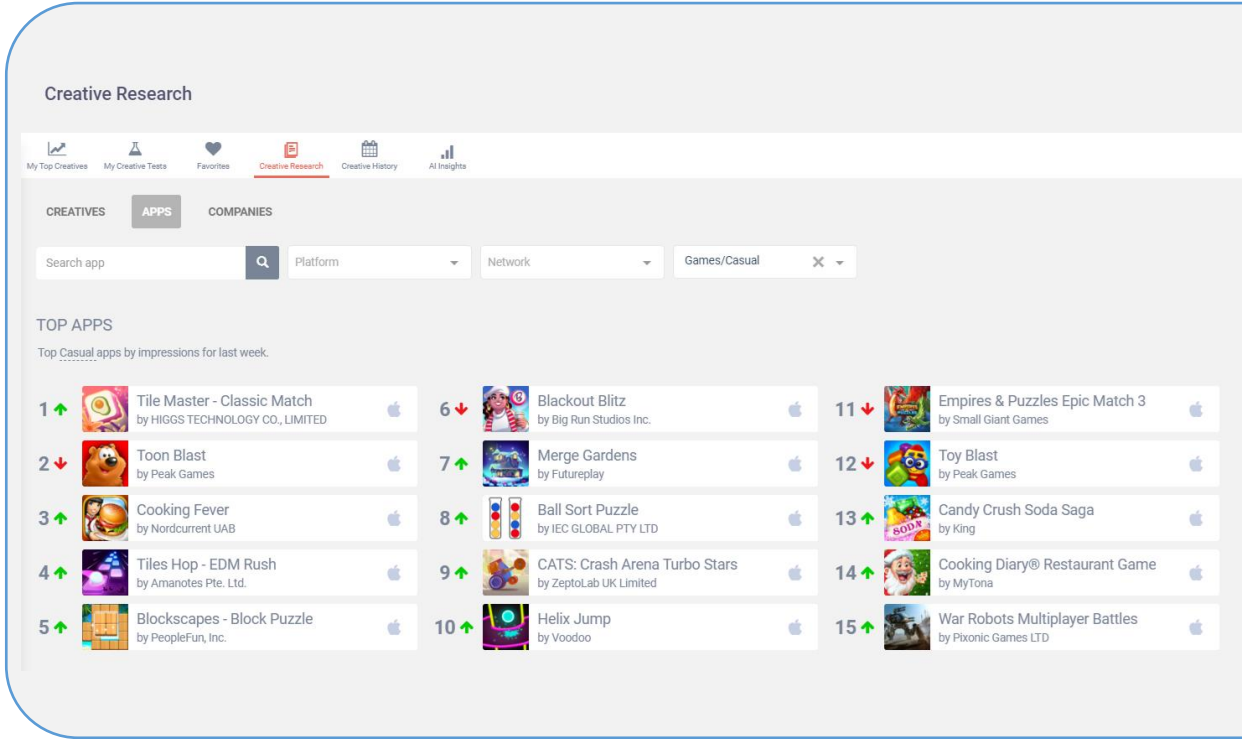 Creative Research
My Top Creatives
My Creative Tests
Favorites
Creative Research
Creative History
AI Insights
CREATIVES
APPS
COMPANIES
Search app
Platform
Network
Games/Casual
TOP APPS
Top Casual apps by impressions for last week.
1
Tile Master - Classic Match
by HIGGS TECHNOLOGY CO., LIMITED
2
Toon Blast
by Peak Games
3
Cooking Fever
by Nordcurrent UAB
4
Tiles Hop - EDM Rush
by Amanotes Pte. Ltd.
5
Blockscapes - Block Puzzle
by PeopleFun, Inc.
6
Blackout Blitz
by Big Run Studios Inc.
7
Merge Gardens
by Futureplay
8
Ball Sort Puzzle
by IEC GLOBAL PTY LTD
9
CATS: Crash Arena Turbo Stars
by ZeptoLab UK Limited
10
Helix Jump
by Voodoo
11
Empires & Puzzles Epic Match 3
by Small Giant Games
12
Toy Blast
by Peak Games
13
SODA
Candy Crush Soda Saga
by King
14
Cooking Diary® Restaurant Game
by MyTona
15
War Robots Multiplayer Battles
by Pixonic Games LTD